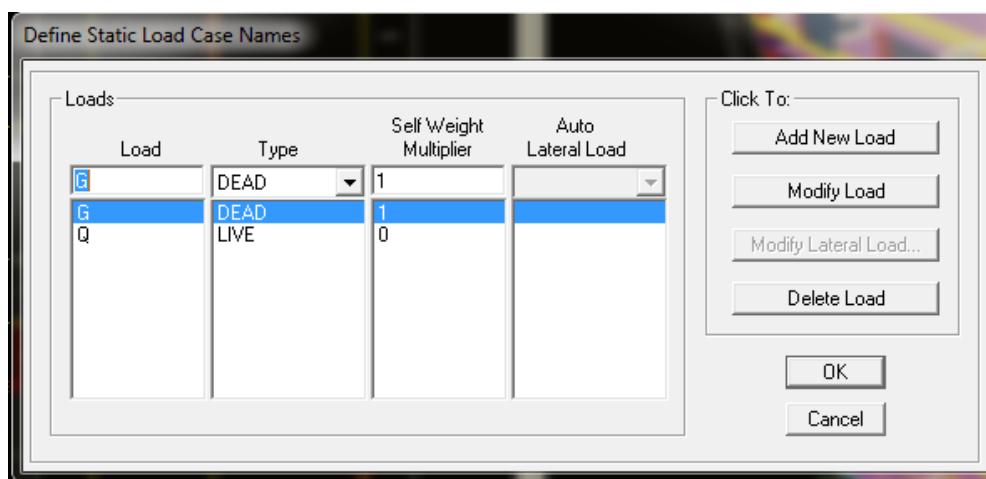 Define Static Load Case Names
Loads
Load Type Self Weight Multiplier Auto Lateral Load
G DEAD 1
G DEAD 1
Q LIVE 0
Click To:
Add New Load
Modify Load
Modify Lateral Load...
Delete Load
OK
Cancel